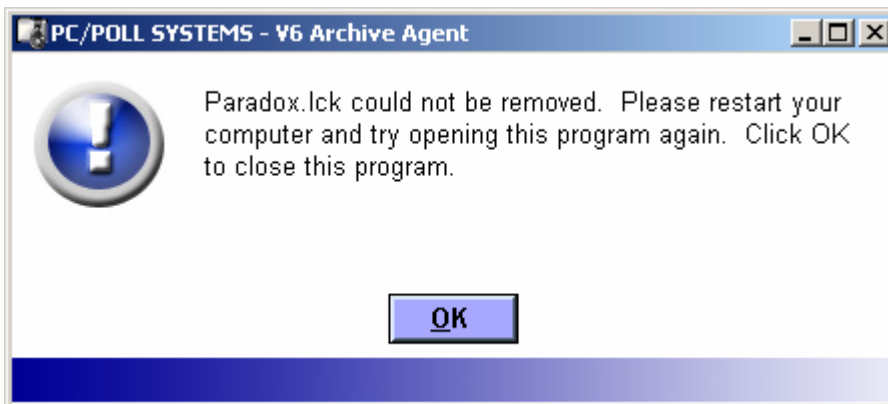 PC/POLL SYSTEMS - V6 Archive Agent
Paradox.lck could not be removed.  Please restart your
computer and try opening this program again.  Click OK
to close this program.
OK